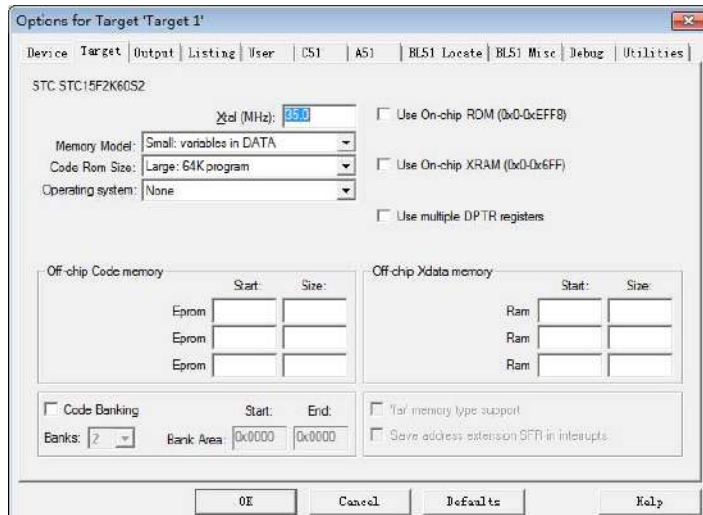 Options for Target 'Target 1'
Device Target Output Listing User C51 A51 BL51 Locate BL51 Misc Debug Utilities
STC STC15F2K60S2
Xtal (MHz): 35.0
Use On-chip ROM (0x0-0xEFF8)
Memory Model: Small: variables in DATA
Code Rom Size: Large: 64K program
Use On-chip XRAM (0x0-0x6FF)
Operating system: None
Use multiple DPTR registers
Off-chip Code memory
Start: Size:
Eprom
Eprom
Eprom
Off-chip Xdata memory
Start: Size:
Ram
Ram
Ram
Code Banking Start: End:
Banks: 2 Bank Area: 0x0000 0x0000
'far' memory type support
Save address extension SFR in interrupts
OK Cancel Defaults Help